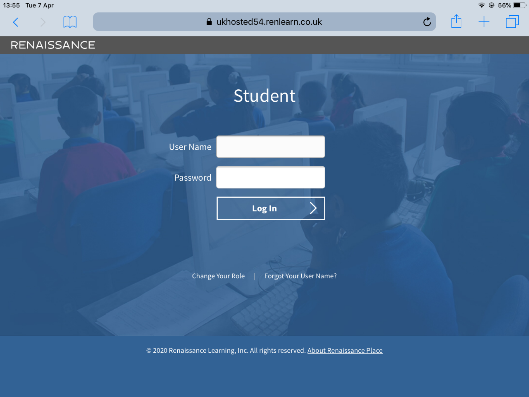 13:55 Tue 7 Apr 56%
ukhosted54.renlearn.co.uk
RENAISSANCE
Student
User Name
Password
Log In
Change Your Role | Forgot Your User Name?
© 2020 Renaissance Learning, Inc. All rights reserved. About Renaissance Place